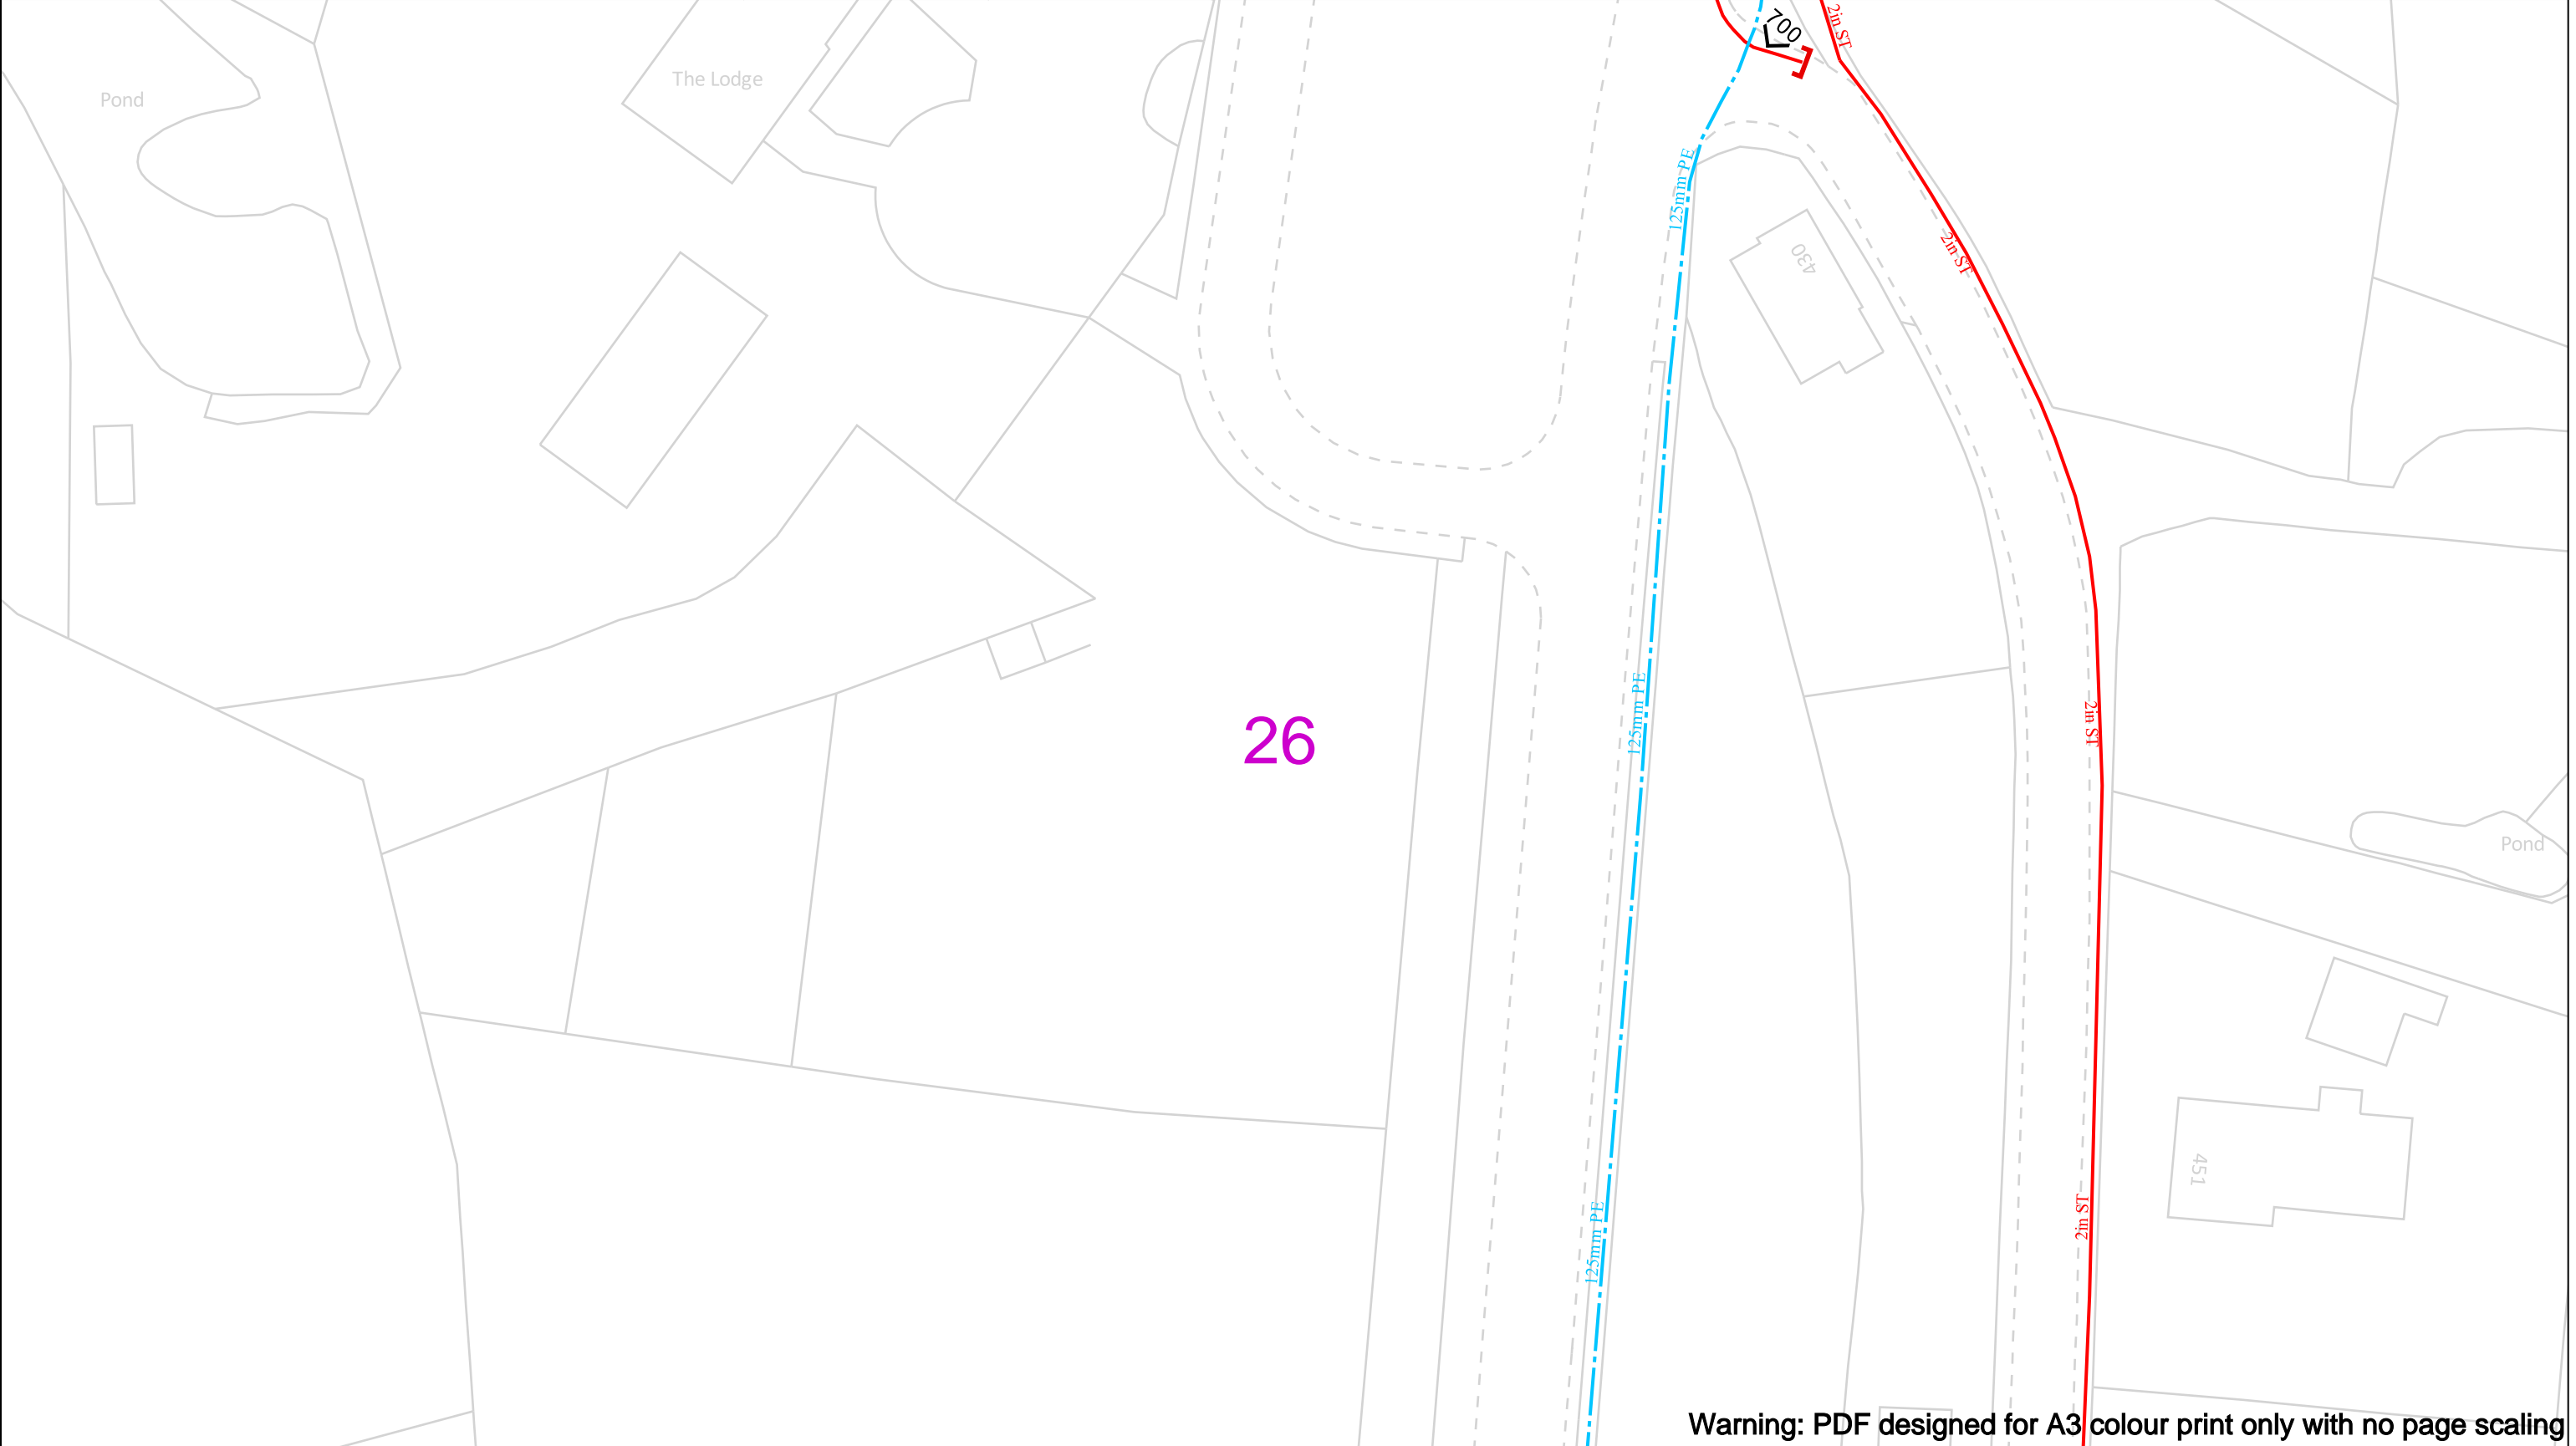 700
2in ST
The Lodge
Pond
125mm PE
2in ST
430
125mm PE
2in ST
26
Pond
451
2in ST
125mm PE
Warning: PDF designed for A3 colour print only with no page scaling